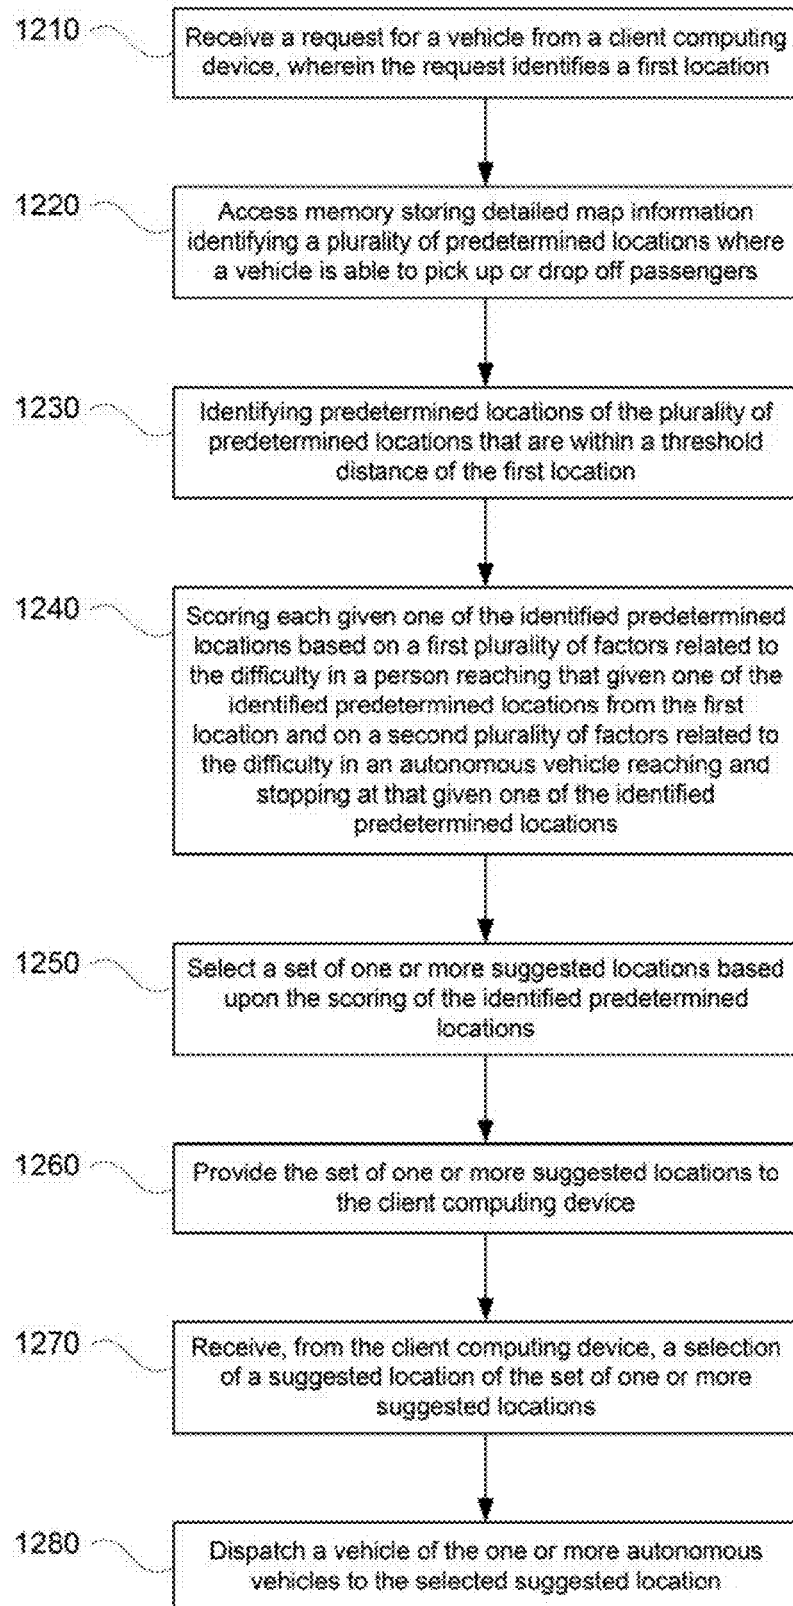 1210
Receive a request for a vehicle from a client computing
device, wherein the request identifies a first location
1220
Access memory storing detailed map information
identifying a plurality of predetermined locations where
a vehicle is able to pick up or drop off passengers
1230
Identifying predetermined locations of the plurality of
predetermined locations that are within a threshold
distance of the first location
1240
Scoring each given one of the identified predetermined
locations based on a first plurality of factors related to
the difficulty in a person reaching that given one of the
identified predetermined locations from the first
location and on a second plurality of factors related to
the difficulty in an autonomous vehicle reaching and
stopping at that given one of the identified
predetermined locations
1250
Select a set of one or more suggested locations based
upon the scoring of the identified predetermined
locations
1260
Provide the set of one or more suggested locations to
the client computing device
1270
Receive, from the client computing device, a selection
of a suggested location of the set of one or more
suggested locations
1280
Dispatch a vehicle of the one or more autonomous
vehicles to the selected suggested location